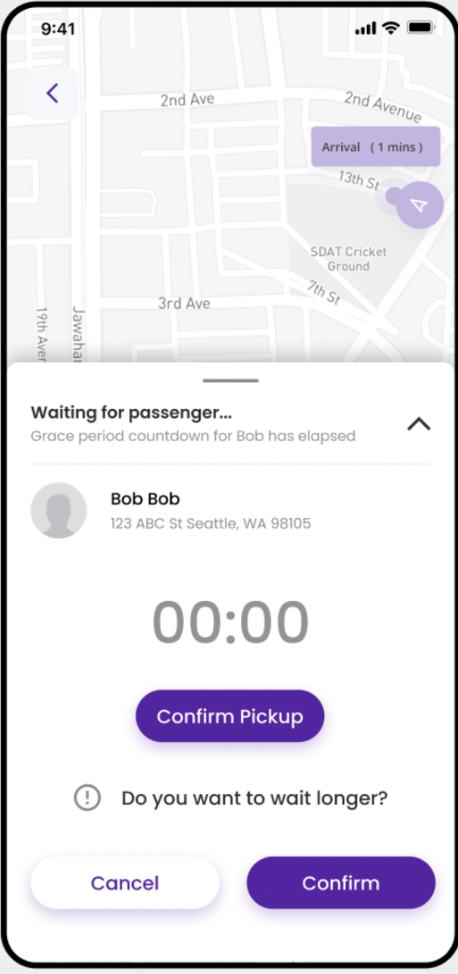 9:41
2nd Ave
2nd Avenue
Arrival ( 1 mins )
13th St
SDAT Cricket
Ground
7th St
3rd Ave
19th Aven
Jawahar
Waiting for passenger...
Grace period countdown for Bob has elapsed
Bob Bob
123 ABC St Seattle, WA 98105
00:00
Confirm Pickup
Do you want to wait longer?
Cancel
Confirm